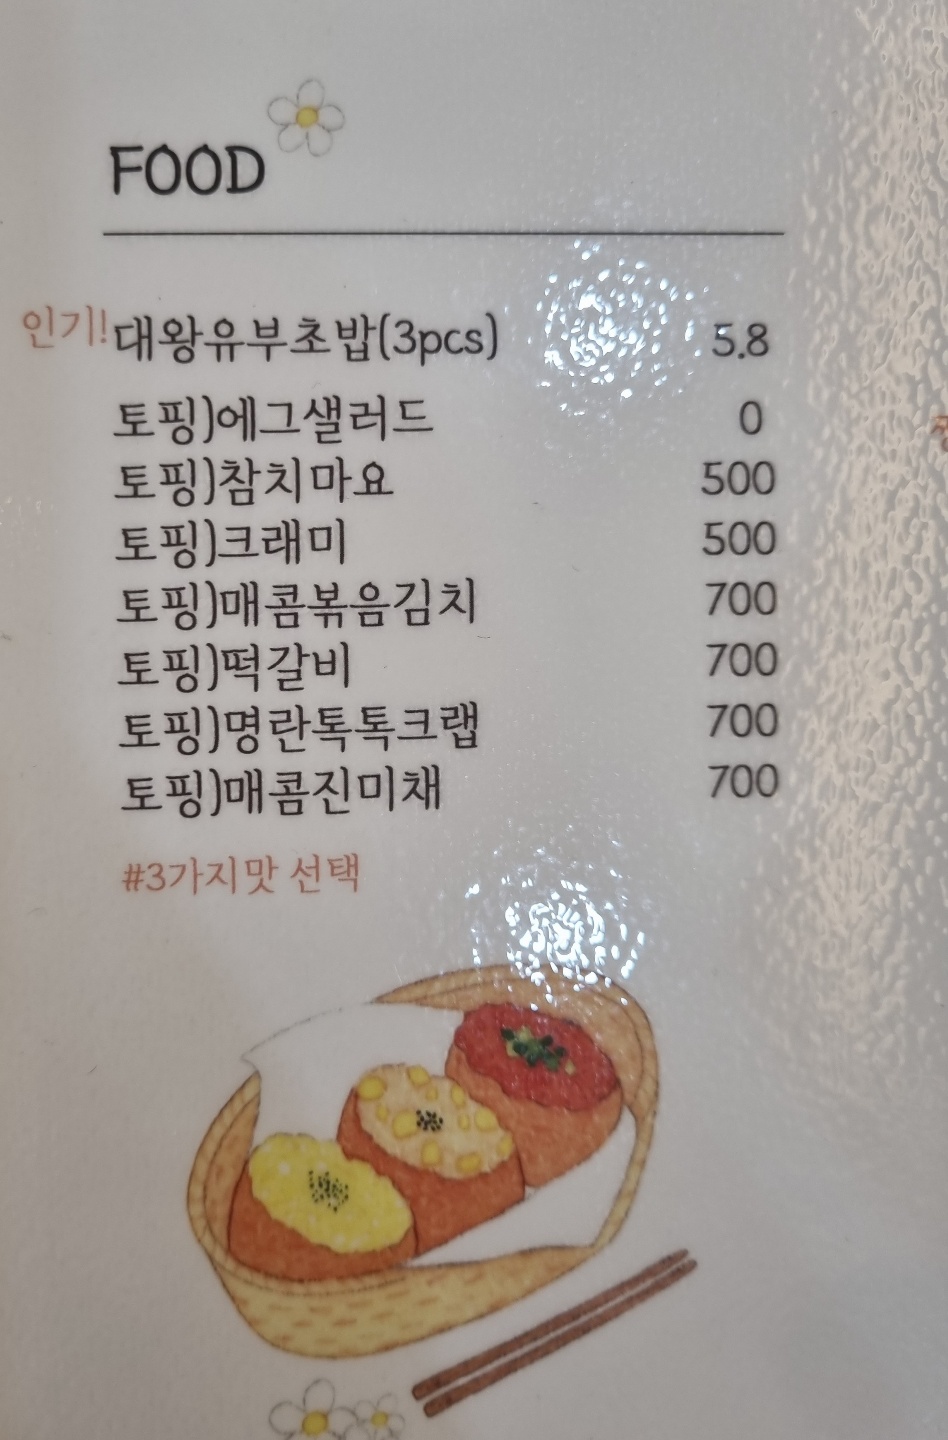 FOOD
인기!대왕유부초밥(3pcs) 5.8
토핑)에그샐러드 0
토핑)참치마요 500
토핑)크래미 500
토핑)매콤볶음김치 700
토핑)떡갈비 700
토핑)명란톡톡크랩 700
토핑)매콤진미채 700
#3가지맛 선택